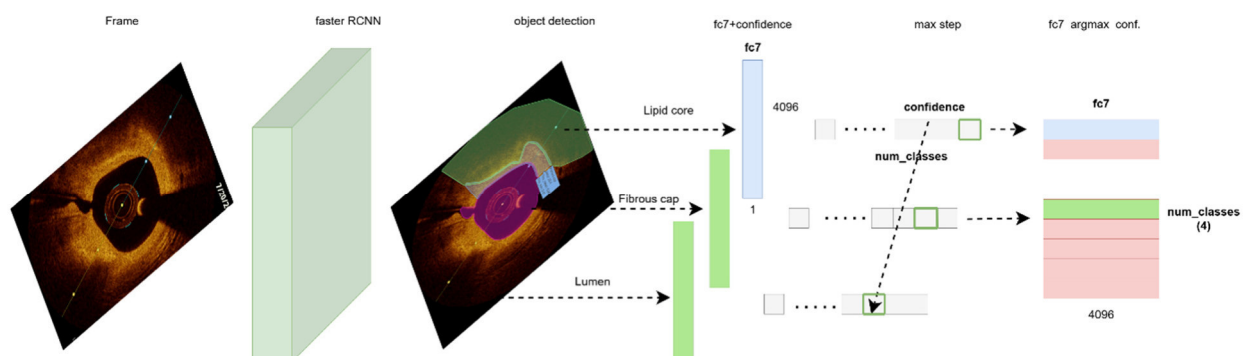 Frame
faster RCNN
object detection
fc7+confidence
max step
fc7 argmax conf.
fc7
Lipid core
4096
confidence
fc7
num_classes
Fibrous cap
1
num_classes
(4)
Lumen
4096